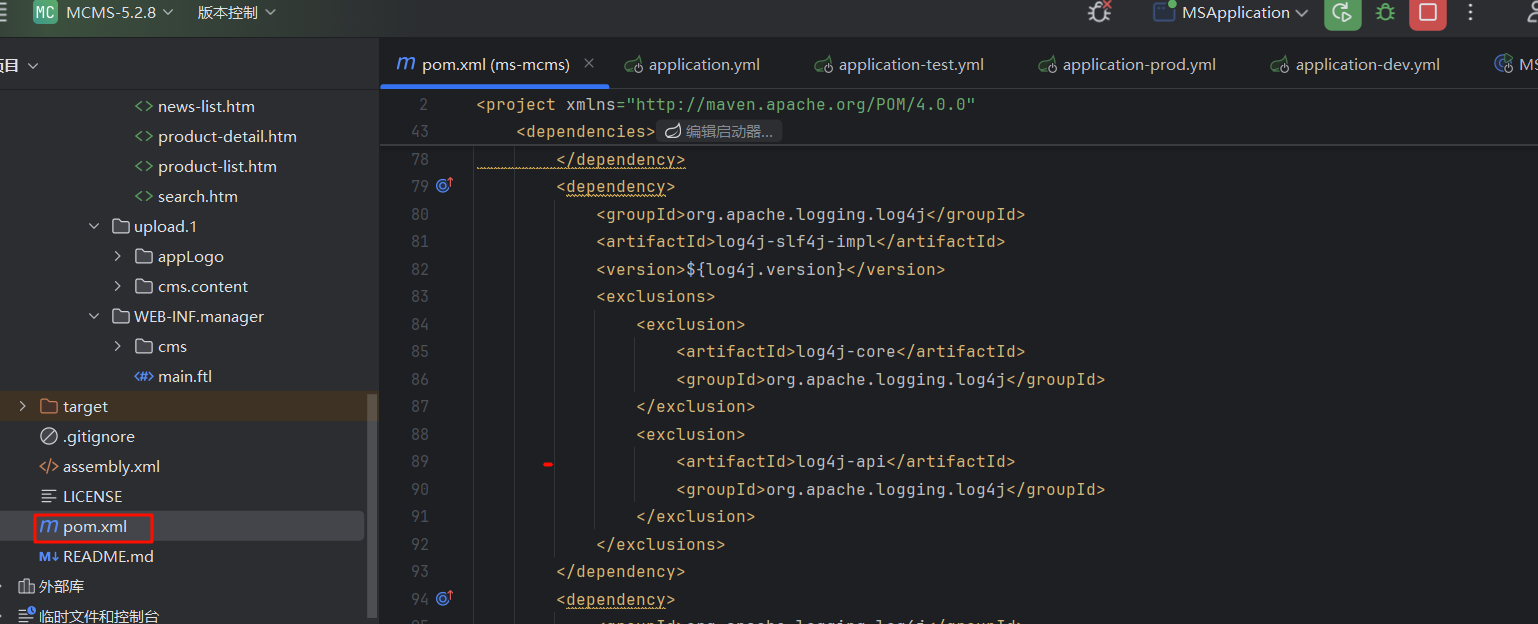 MC MCMS-5.2.8 版本控制 MSApplication
项目
pom.xml (ms-mcms) application.yml application-test.yml application-prod.yml application-dev.yml MS
news-list.htm
product-detail.htm
product-list.htm
search.htm
upload.1
appLogo
cms.content
WEB-INF.manager
cms
main.ftl
target
.gitignore
assembly.xml
LICENSE
pom.xml
README.md
外部库
临时文件和控制台
2 <project xmlns="http://maven.apache.org/POM/4.0.0"
43 <dependencies> 编辑启动器...
78 </dependency>
79 <dependency>
80 <groupId>org.apache.logging.log4j</groupId>
81 <artifactId>log4j-slf4j-impl</artifactId>
82 <version>${log4j.version}</version>
83 <exclusions>
84 <exclusion>
85 <artifactId>log4j-core</artifactId>
86 <groupId>org.apache.logging.log4j</groupId>
87 </exclusion>
88 <exclusion>
89 <artifactId>log4j-api</artifactId>
90 <groupId>org.apache.logging.log4j</groupId>
91 </exclusion>
92 </exclusions>
93 </dependency>
94 <dependency>
95 <groupId>org.apache.logging.log4j</groupId>